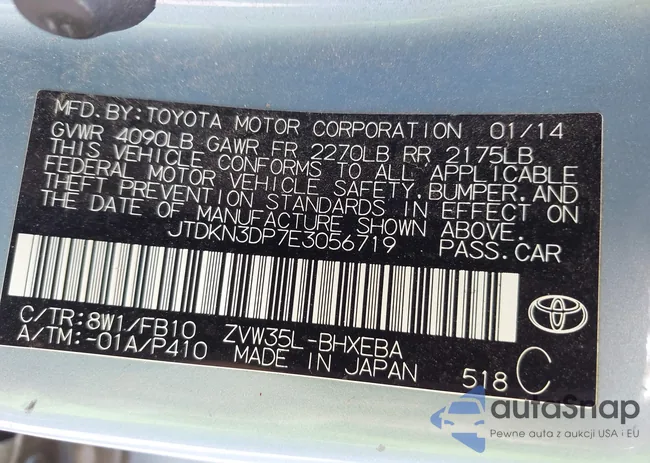 MFD.BY:TOYOTA MOTOR CORPORATION 01/14
GVWR 4090LB GAWR FR 2270LB RR 2175LB
THIS VEHICLE CONFORMS TO ALL APPLICABLE
FEDERAL MOTOR VEHICLE SAFETY,BUMPER,AND
THEFT PREVENTION STANDARDS IN EFFECT ON
THE DATE OF MANUFACTURE SHOWN ABOVE.
JTDKN3DP7E3056719 PASS.CAR
C/TR:8W1/FB10 ZVW35L-BHXEBA
A/TM:-01A/P410 MADE IN JAPAN 518 C
autoSnap
Pewne auta z aukcji USA i EU